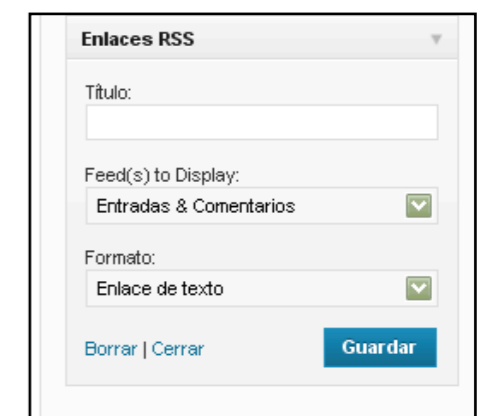 Enlaces RSS
Título:
Feed(s) to Display:
Entradas & Comentarios
Formato:
Enlace de texto
Borrar | Cerrar Guardar